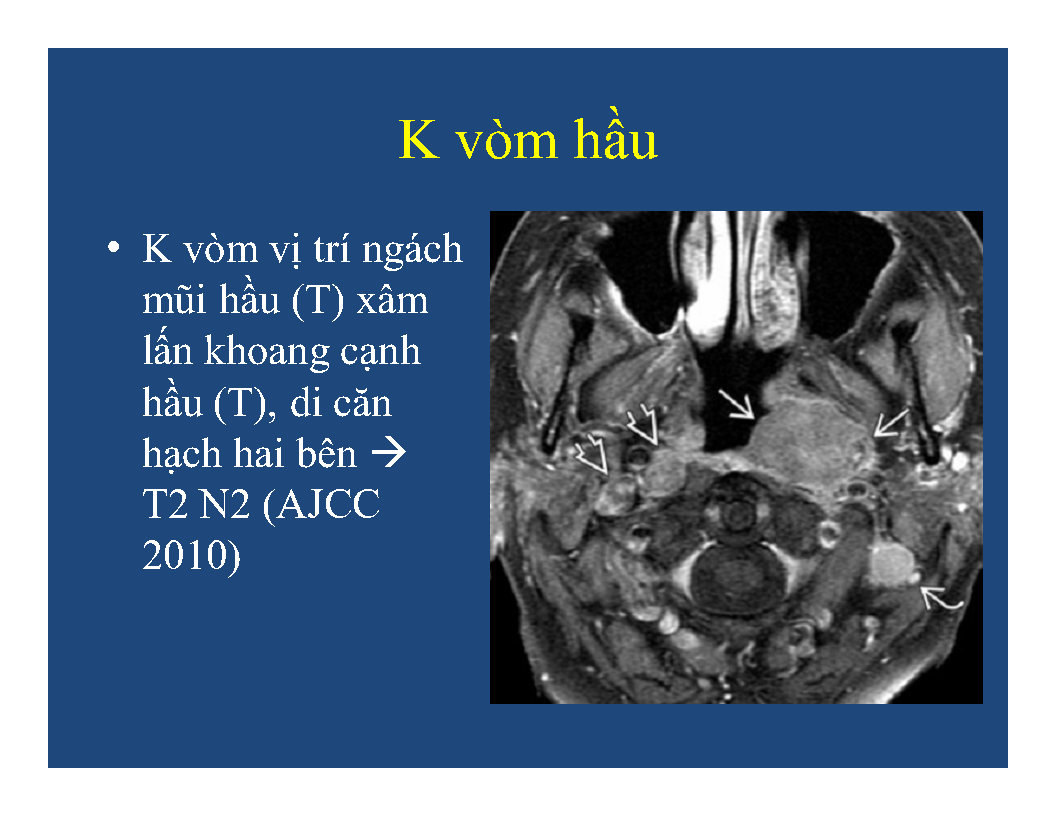 K vòm hầu
• K vòm vị trí ngách
mũi hầu (T) xâm
lấn khoang cạnh
hầu (T), di căn
hạch hai bên →
T2 N2 (AJCC
2010)